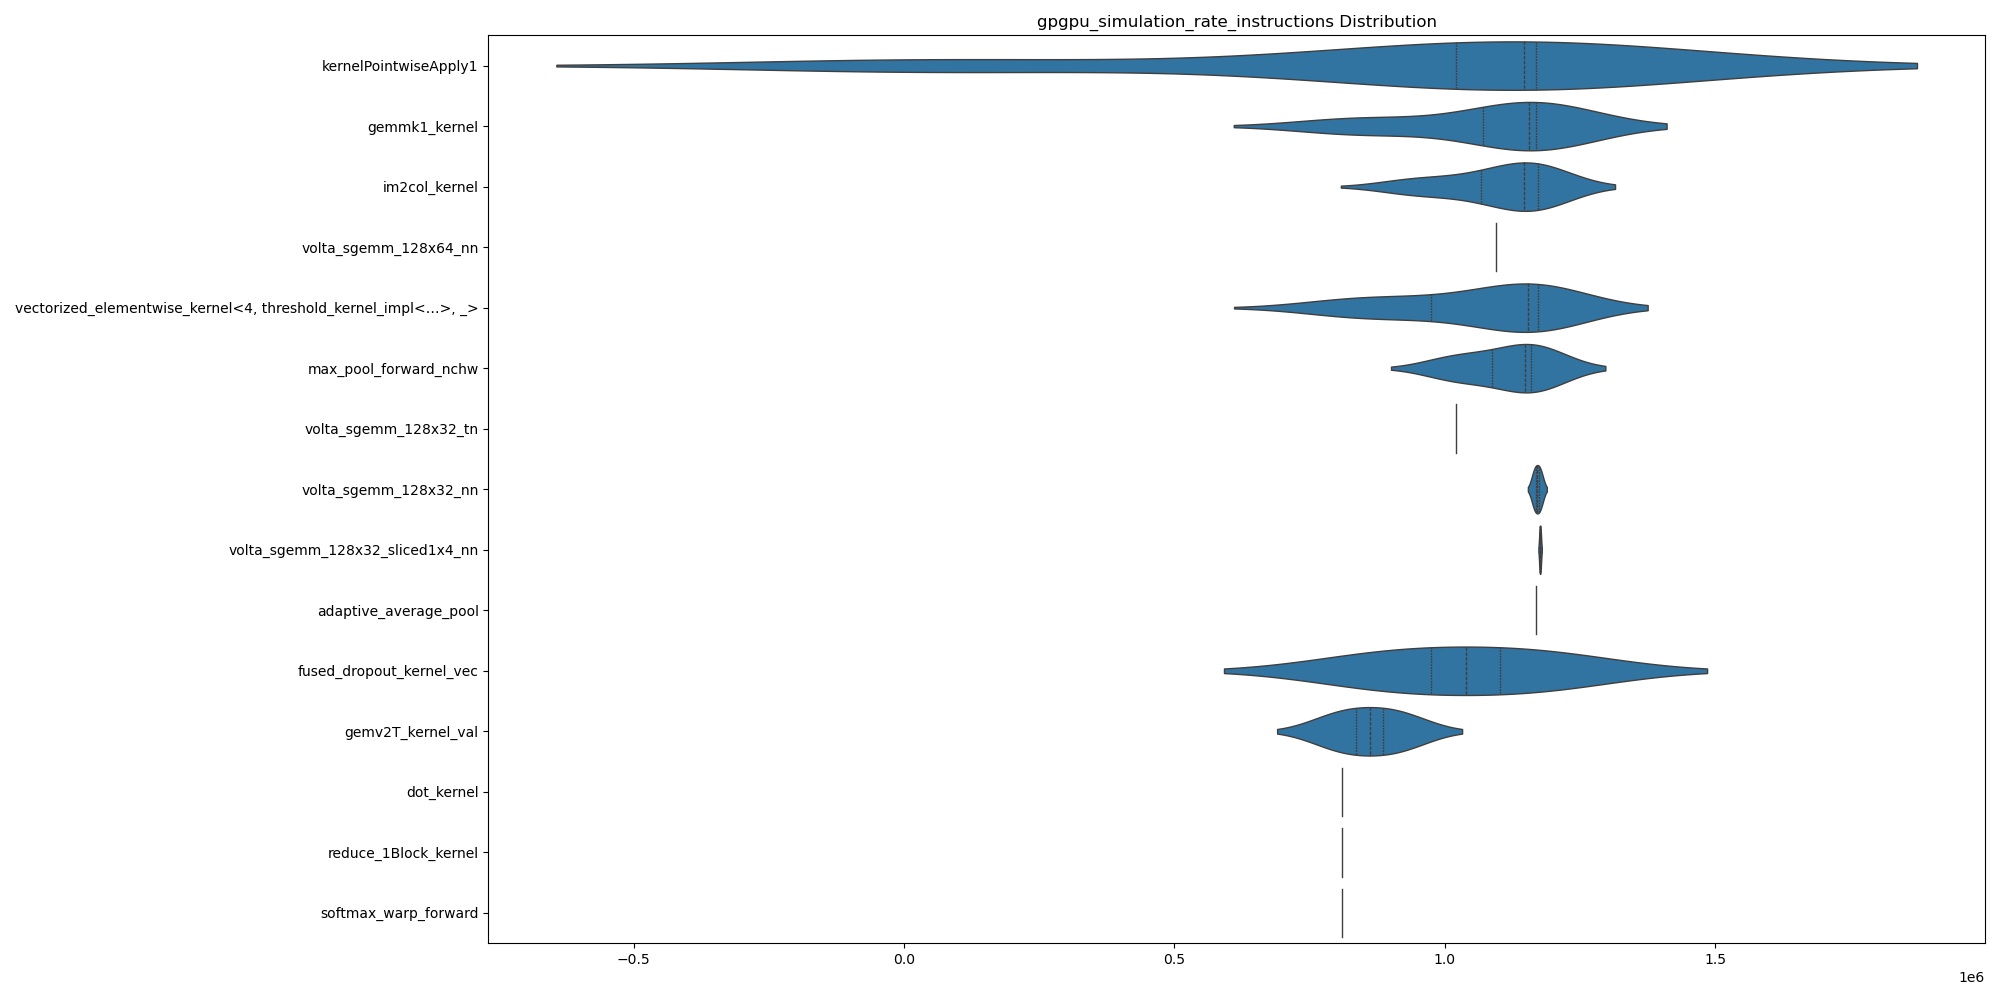 gpgpu_simulation_rate_instructions Distribution
kernelPointwiseApply1
gemmk1_kernel
im2col_kernel
volta_sgemm_128x64_nn
vectorized_elementwise_kernel<4, threshold_kernel_impl<...>, _>
max_pool_forward_nchw
volta_sgemm_128x32_tn
volta_sgemm_128x32_nn
volta_sgemm_128x32_sliced1x4_nn
adaptive_average_pool
fused_dropout_kernel_vec
gemv2T_kernel_val
dot_kernel
reduce_1Block_kernel
softmax_warp_forward
−0.5 0.0 0.5 1.0 1.5
1e6